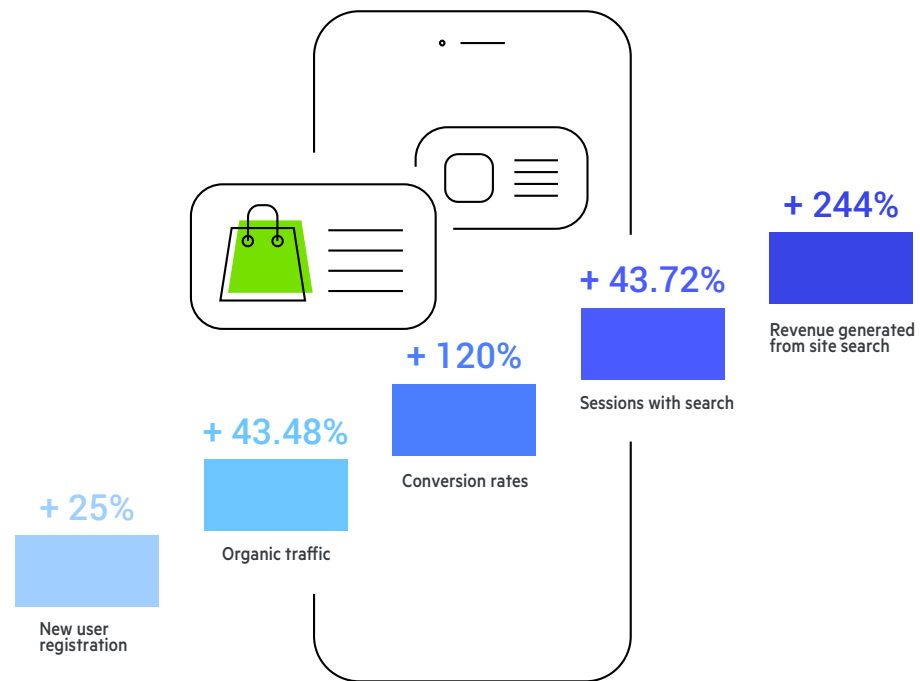 + 244%
Revenue generated
from site search
+ 43.72%
Sessions with search
+ 120%
Conversion rates
+ 43.48%
Organic traffic
+ 25%
New user
registration